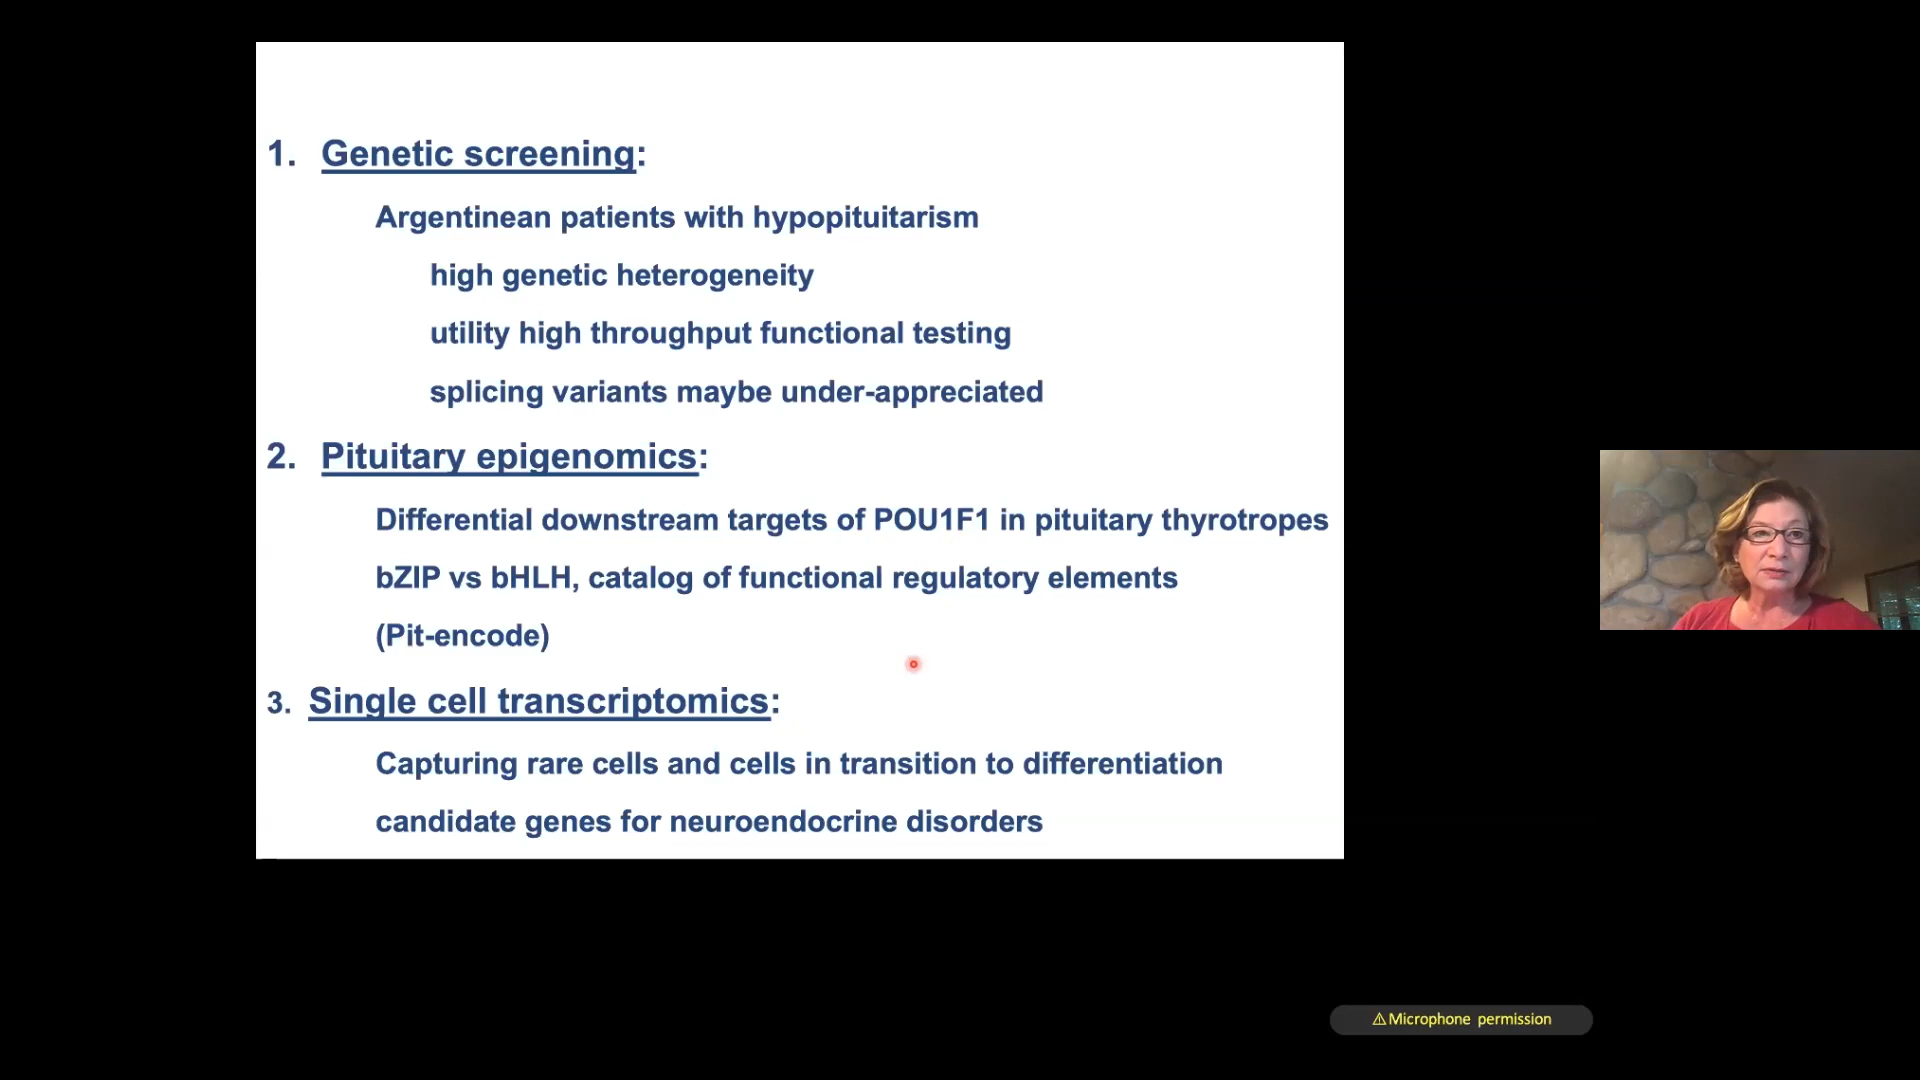 1. Genetic screening:
Argentinean patients with hypopituitarism
high genetic heterogeneity
utility high throughput functional testing
splicing variants maybe under-appreciated
2. Pituitary epigenomics:
Differential downstream targets of POU1F1 in pituitary thyrotropes
bZIP vs bHLH, catalog of functional regulatory elements
(Pit-encode)
3. Single cell transcriptomics:
Capturing rare cells and cells in transition to differentiation
candidate genes for neuroendocrine disorders
⚠Microphone permission